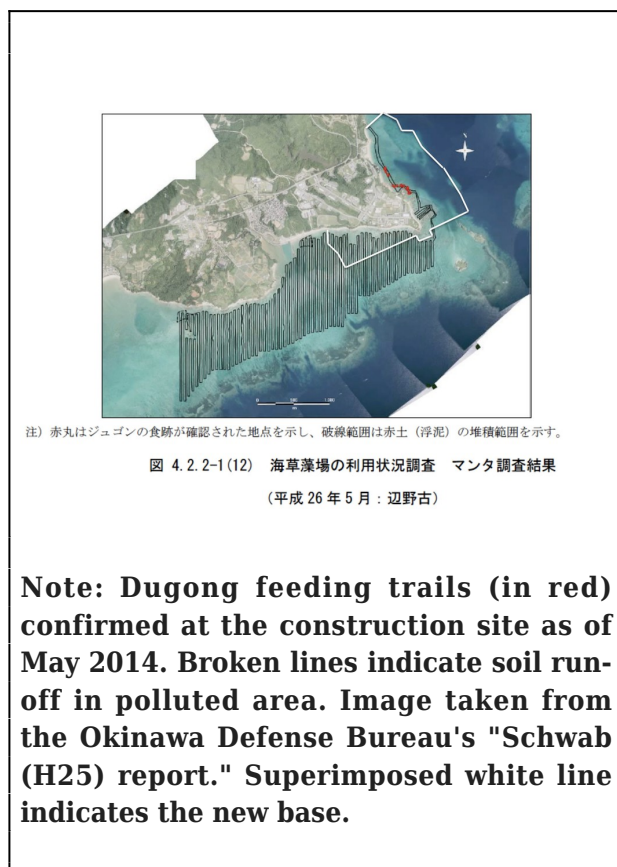 注）赤丸はジュゴンの食跡が確認された地点を示し、破線範囲は赤土（浮泥）の堆積範囲を示す。
図 4.2.2-1(12) 海草藻場の利用状況調査 マンタ調査結果
（平成 26 年 5 月：辺野古）
Note: Dugong feeding trails (in red)
confirmed at the construction site as of
May 2014. Broken lines indicate soil run-
off in polluted area. Image taken from
the Okinawa Defense Bureau's "Schwab
(H25) report." Superimposed white line
indicates the new base.